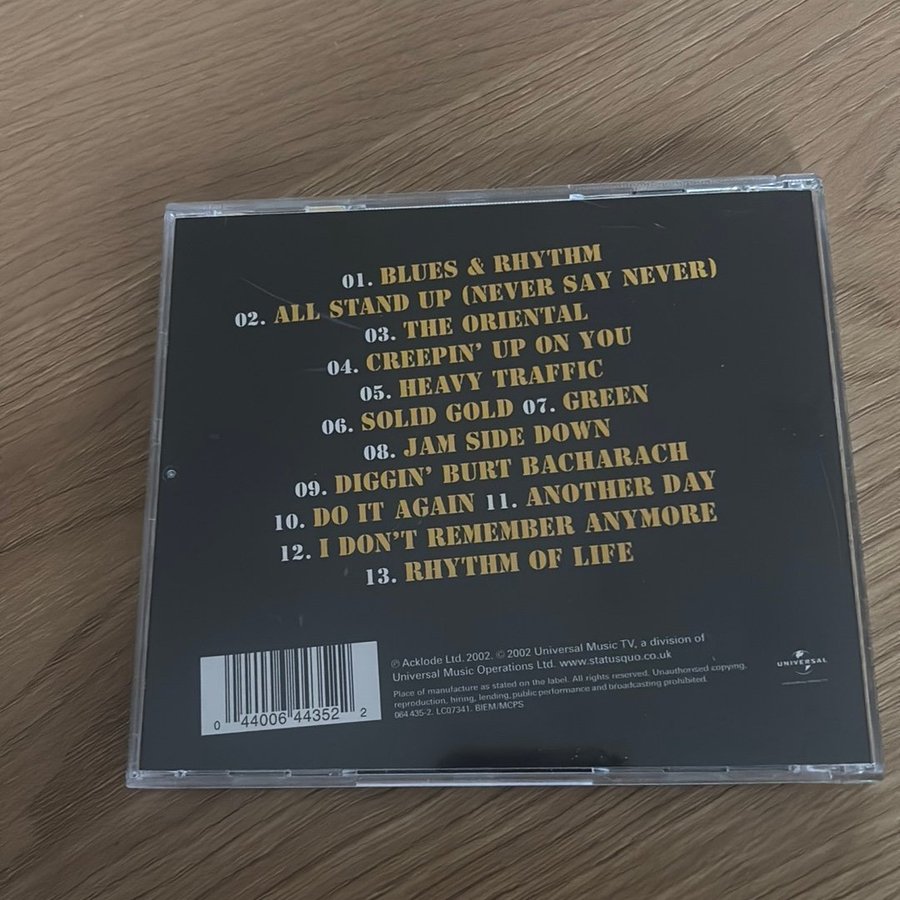 01. BLUES & RHYTHM
02. ALL STAND UP (NEVER SAY NEVER)
03. THE ORIENTAL
04. CREEPIN' UP ON YOU
05. HEAVY TRAFFIC
06. SOLID GOLD 07. GREEN
08. JAM SIDE DOWN
09. DIGGIN' BURT BACHARACH
10. DO IT AGAIN 11. ANOTHER DAY
12. I DON'T REMEMBER ANYMORE
13. RHYTHM OF LIFE
℗ Acklode Ltd. 2002. © 2002 Universal Music TV, a division of
Universal Music Operations Ltd. www.statusquo.co.uk
Place of manufacture as stated on the label. All rights reserved. Unauthorised copying,
reproduction, hiring, lending, public performance and broadcasting prohibited.
064 435-2. LC07341. BIEM/MCPS
0 44006 44352 2
UNIVERSAL